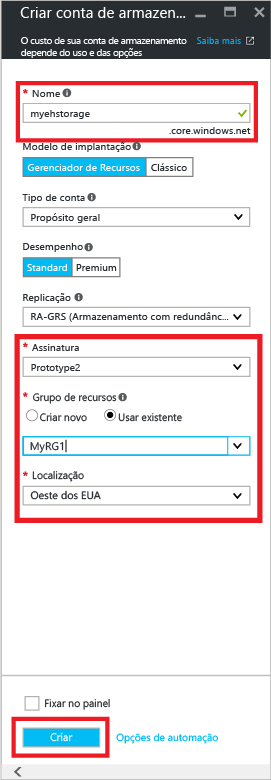 Criar conta de armazen...
O custo de sua conta de armazenamento Saiba mais
depende do uso e das opções
* Nome
myehstorage
.core.windows.net
Modelo de implantação
Gerenciador de Recursos Clássico
Tipo de conta
Propósito geral
Desempenho
Standard Premium
Replicação
RA-GRS (Armazenamento com redundânc...
* Assinatura
Prototype2
* Grupo de recursos
Criar novo Usar existente
MyRG1
* Localização
Oeste dos EUA
Fixar no painel
Criar Opções de automação